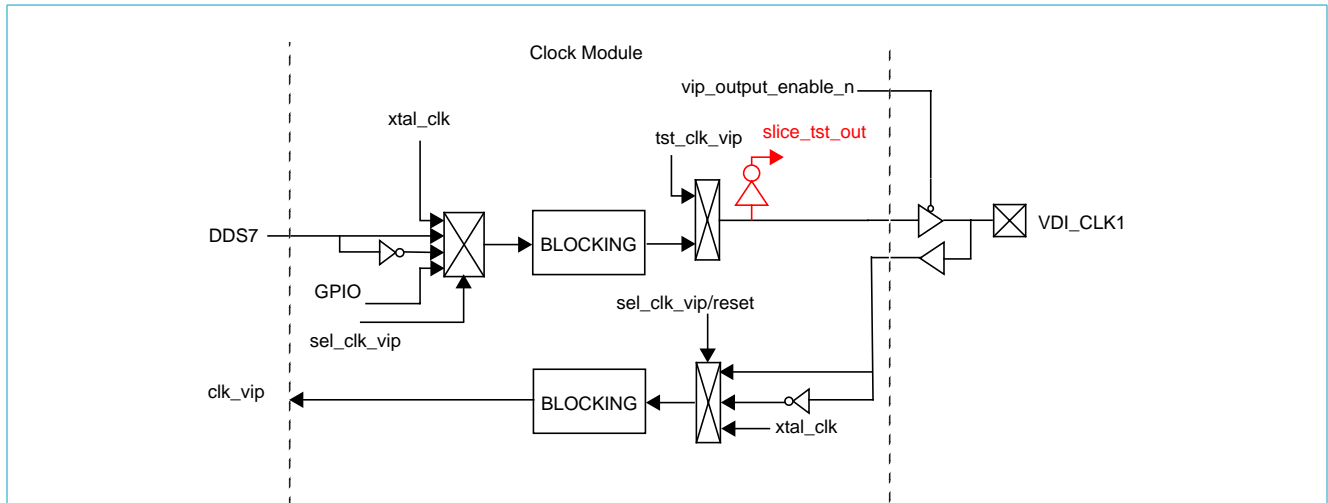 Clock Module
vip_output_enable_n
xtal_clk
tst_clk_vip
slice_tst_out
DDS7
BLOCKING
VDI_CLK1
GPIO
sel_clk_vip
sel_clk_vip/reset
clk_vip
BLOCKING
xtal_clk